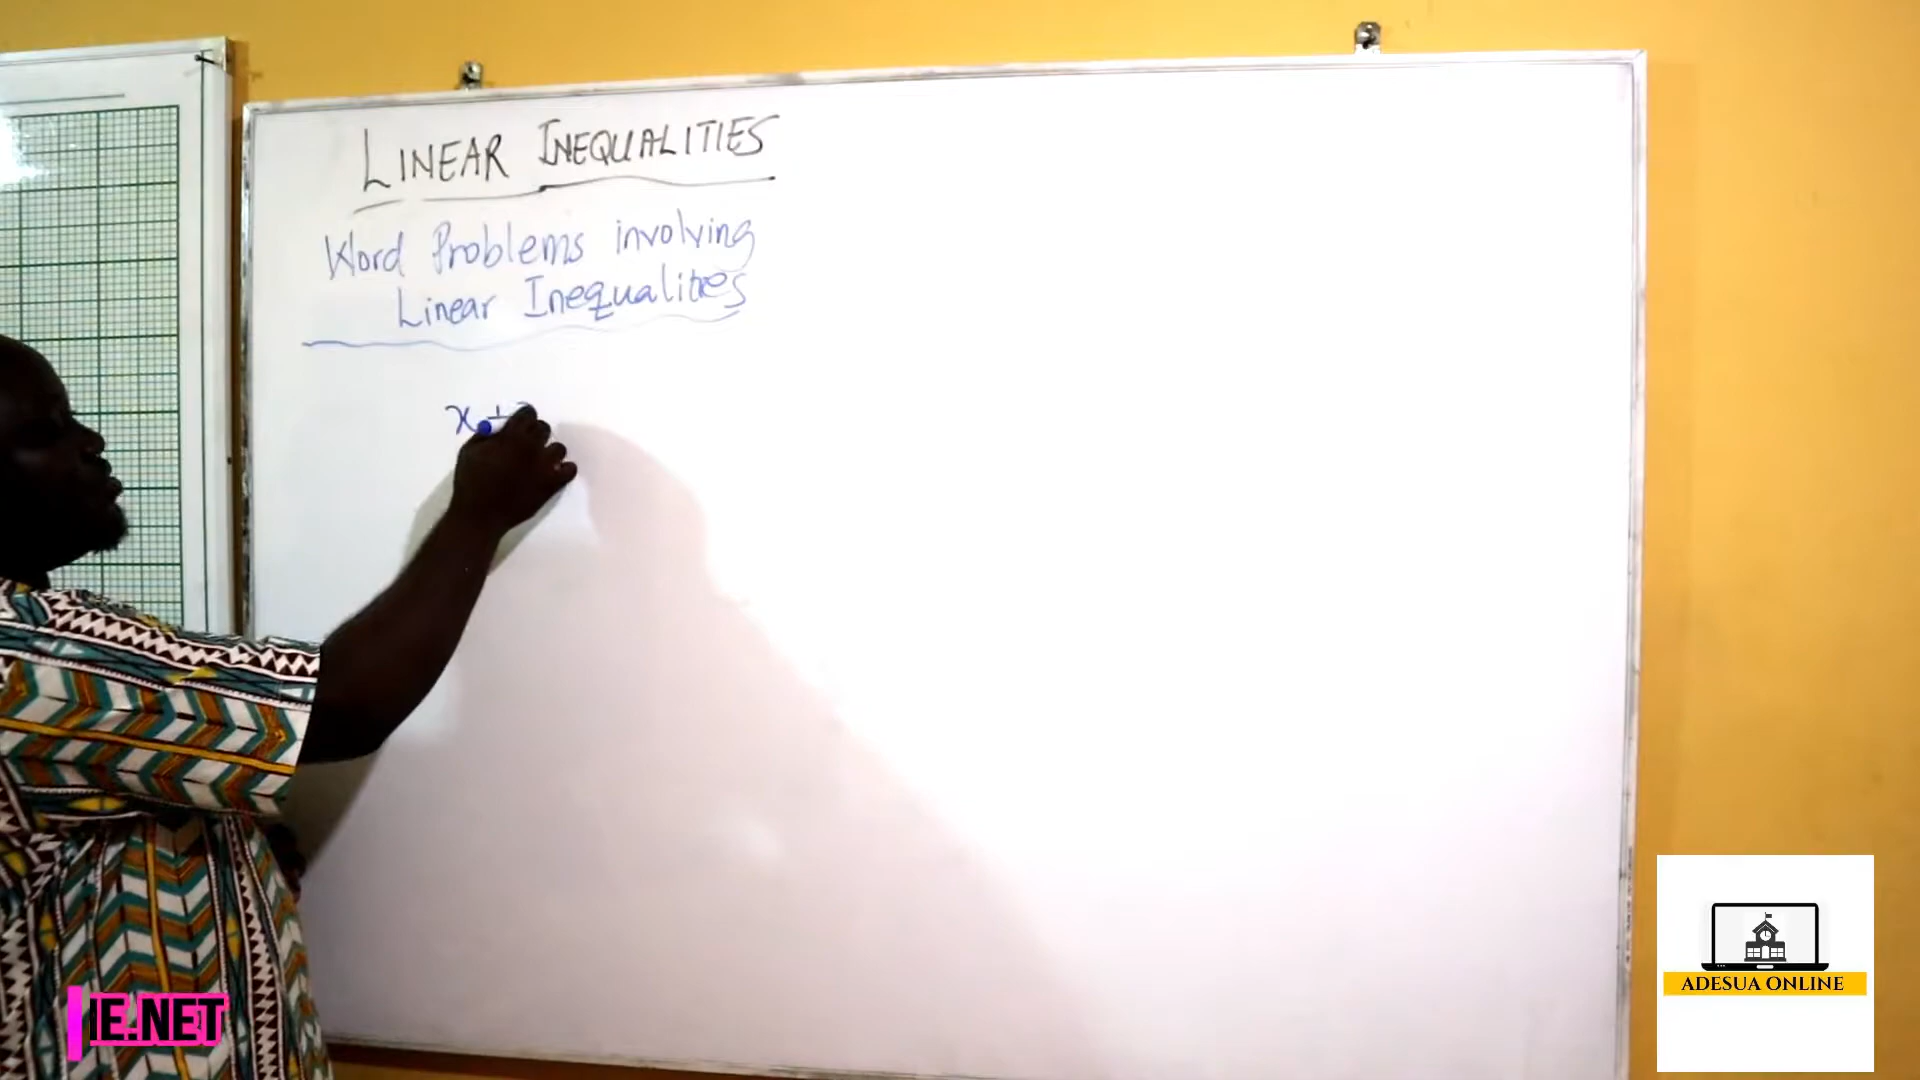 LINEAR INEQUALITIES
Word Problems involving
Linear Inequalities
x +
IE.NET
ADESUA ONLINE